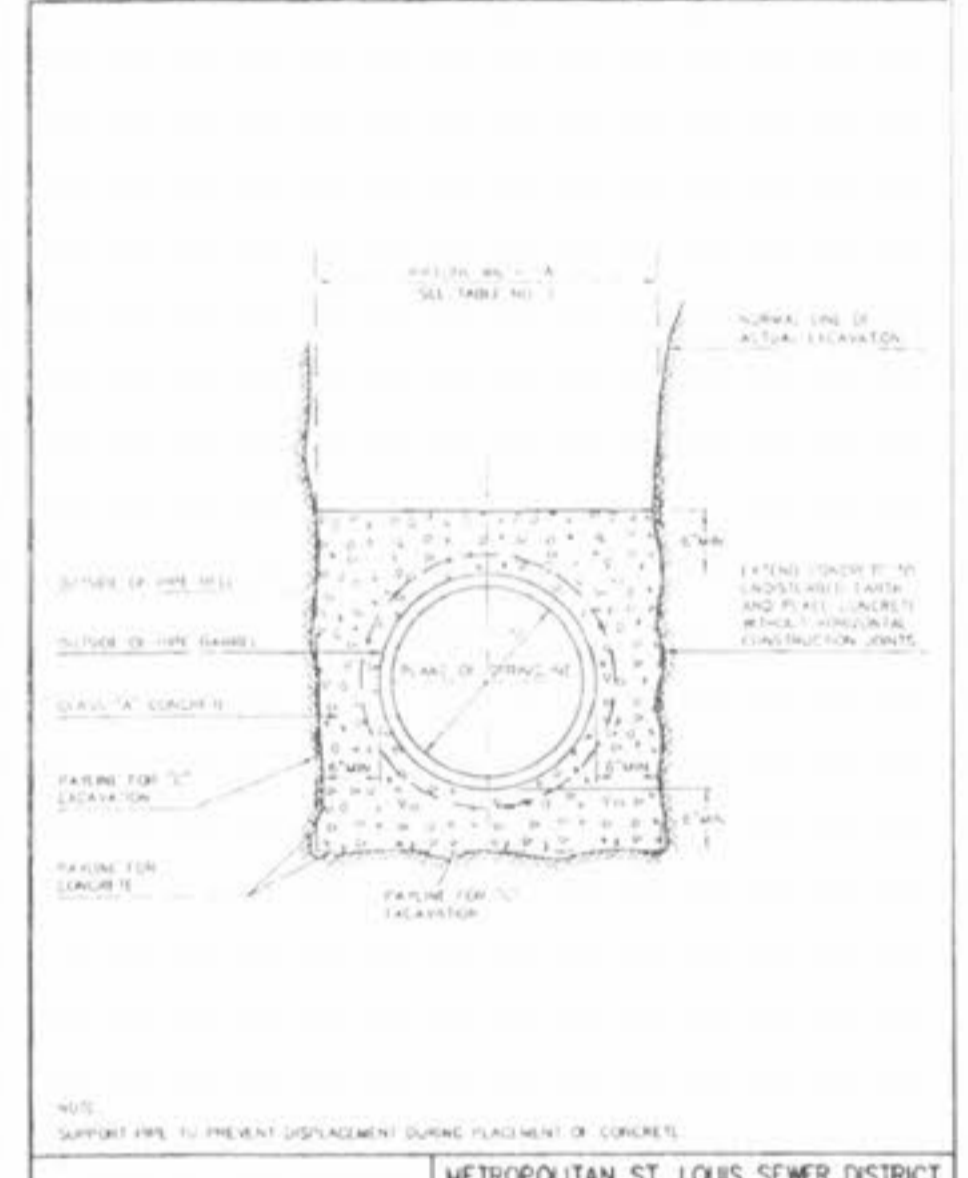 SEE TABLE NO.
NORMAL LINE OF
ACTUAL EXCAVATION
6" MIN
OUTSIDE OF PIPE BELL
EXTEND CONCRETE TO
UNDISTURBED EARTH
AND PLACE CONCRETE
WITHOUT HORIZONTAL
CONSTRUCTION JOINTS
OUTSIDE OF PIPE BARREL
PLANE OF SPRINGLINE
CLASS "A" CONCRETE
6" MIN
6" MIN
PAYLINE FOR "C"
EXCAVATION
6" MIN
PAYLINE FOR
CONCRETE
PAYLINE FOR "C"
EXCAVATION
NOTE
SUPPORT PIPE TO PREVENT DISPLACEMENT DURING PLACEMENT OF CONCRETE
METROPOLITAN ST. LOUIS SEWER DISTRICT